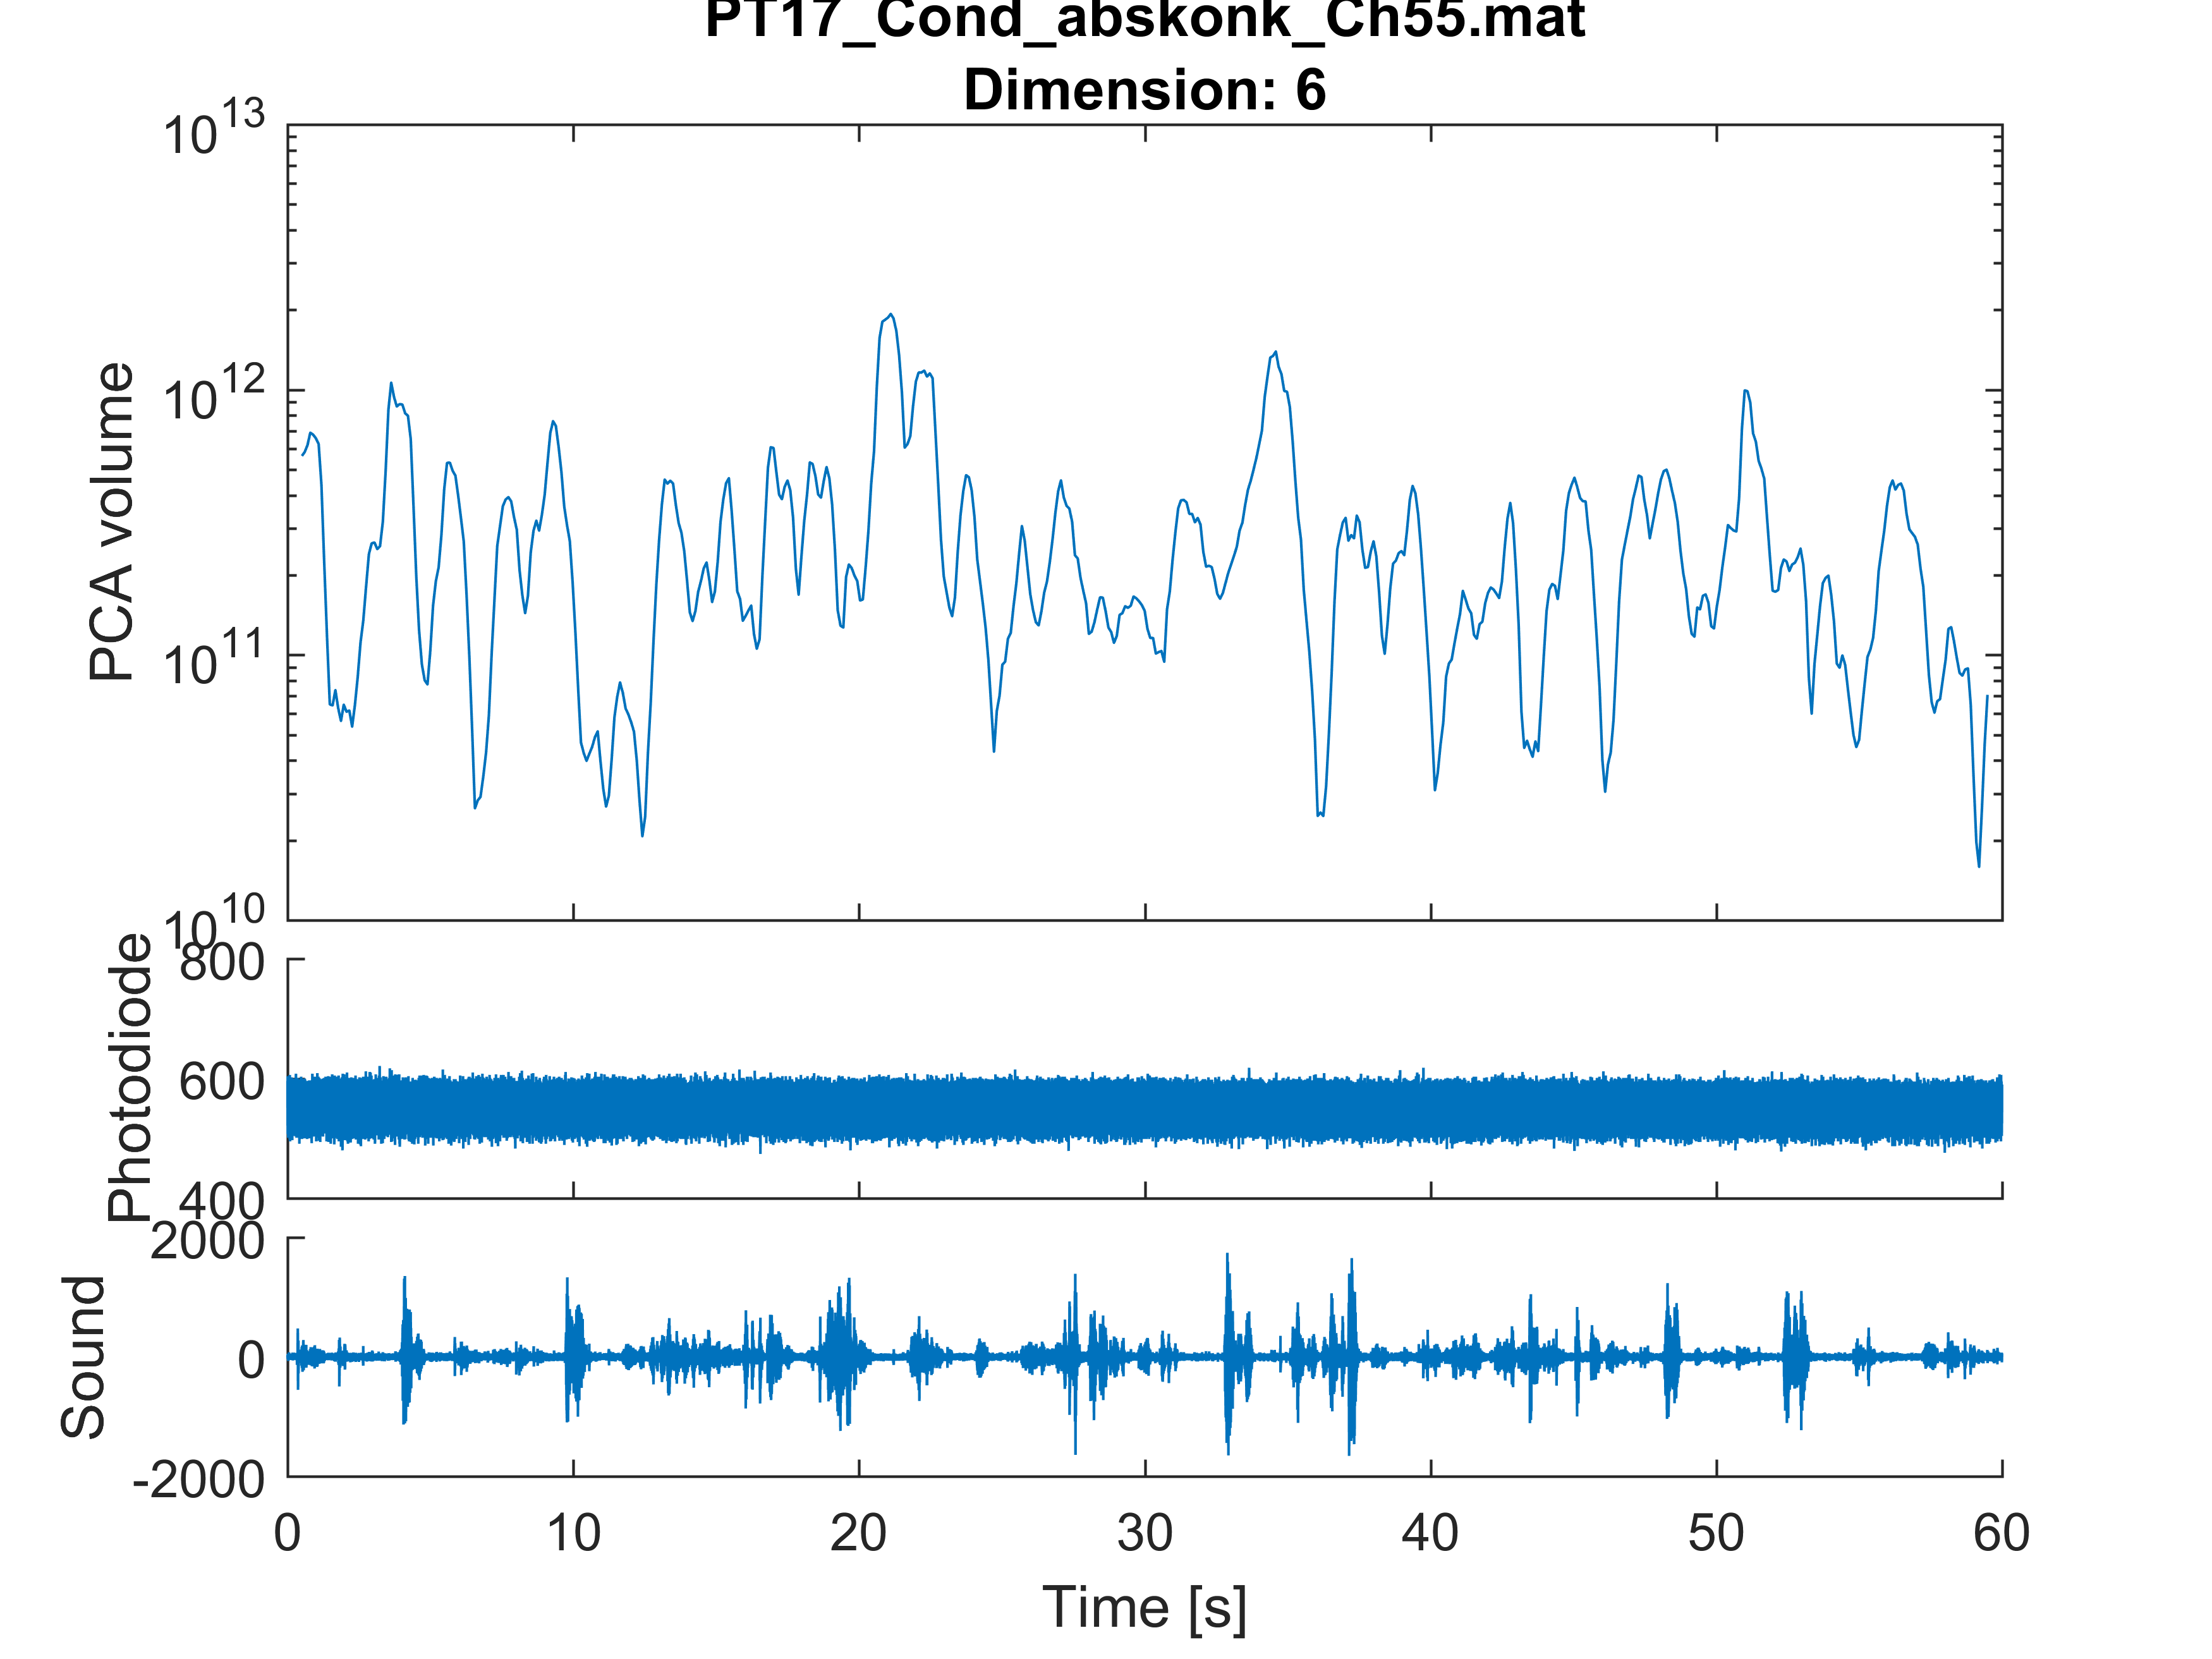 PT17_Cond_abskonk_Ch55.mat
Dimension: 6
PCA volume
10^13
10^12
10^11
10^10
Photodiode
800
600
400
Sound
2000
0
-2000
0 10 20 30 40 50 60
Time [s]